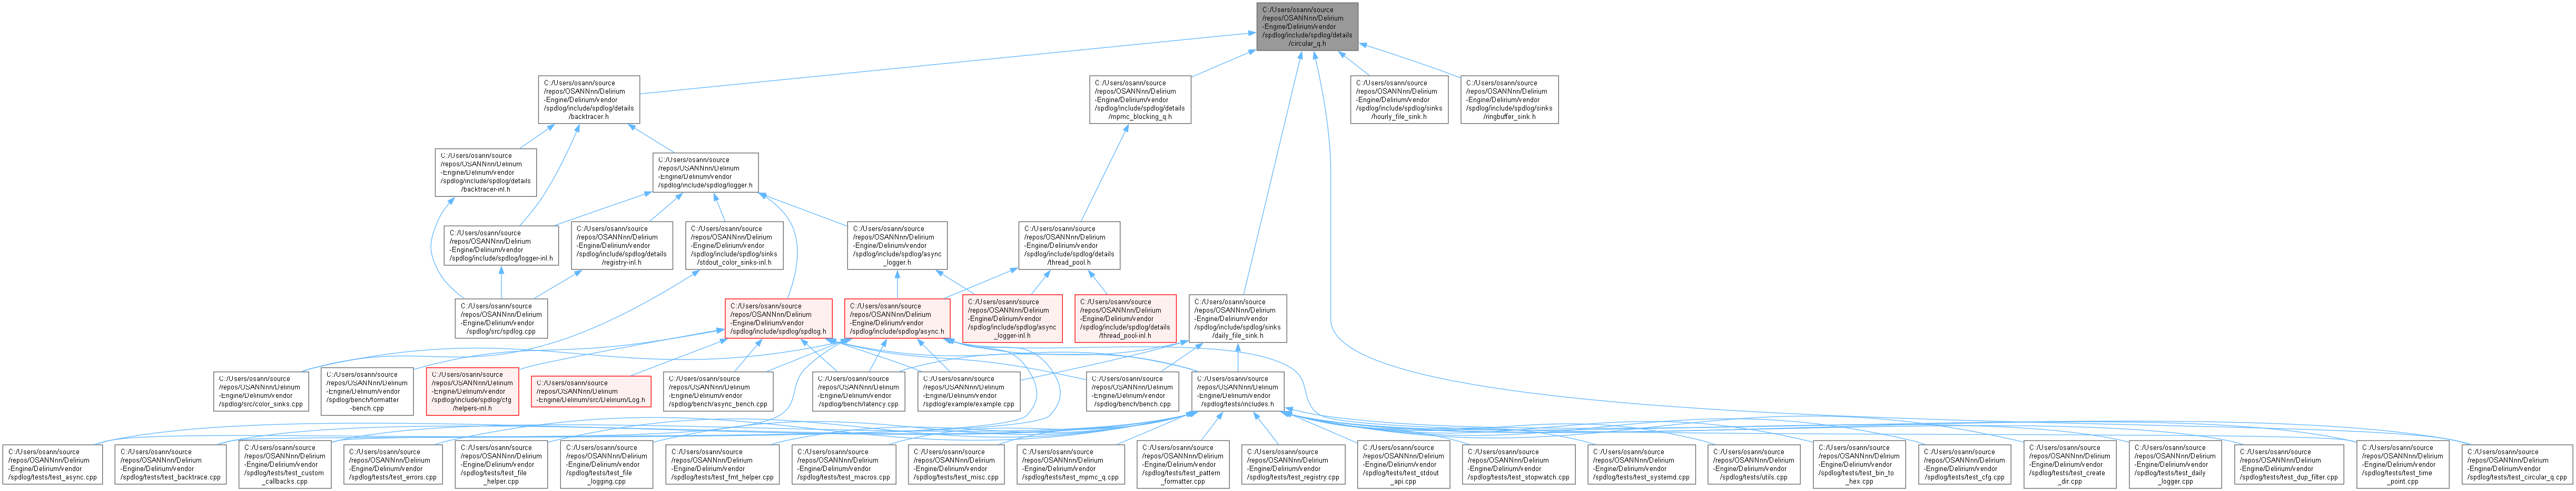 C:/Users/osann/source
/repos/OSANNnn/Delirium
-Engine/Delirium/vendor
/spdlog/include/spdlog/details
/circular_q.h
C:/Users/osann/source
/repos/OSANNnn/Delirium
-Engine/Delirium/vendor
/spdlog/include/spdlog/details
/backtracer.h
C:/Users/osann/source
/repos/OSANNnn/Delirium
-Engine/Delirium/vendor
/spdlog/include/spdlog/details
/mpmc_blocking_q.h
C:/Users/osann/source
/repos/OSANNnn/Delirium
-Engine/Delirium/vendor
/spdlog/include/spdlog/sinks
/hourly_file_sink.h
C:/Users/osann/source
/repos/OSANNnn/Delirium
-Engine/Delirium/vendor
/spdlog/include/spdlog/sinks
/ringbuffer_sink.h
C:/Users/osann/source
/repos/OSANNnn/Delirium
-Engine/Delirium/vendor
/spdlog/include/spdlog/details
/backtracer-inl.h
C:/Users/osann/source
/repos/OSANNnn/Delirium
-Engine/Delirium/vendor
/spdlog/include/spdlog/logger.h
C:/Users/osann/source
/repos/OSANNnn/Delirium
-Engine/Delirium/vendor
/spdlog/include/spdlog/logger-inl.h
C:/Users/osann/source
/repos/OSANNnn/Delirium
-Engine/Delirium/vendor
/spdlog/include/spdlog/details
/registry-inl.h
C:/Users/osann/source
/repos/OSANNnn/Delirium
-Engine/Delirium/vendor
/spdlog/include/spdlog/sinks
/stdout_color_sinks-inl.h
C:/Users/osann/source
/repos/OSANNnn/Delirium
-Engine/Delirium/vendor
/spdlog/include/spdlog/async
_logger.h
C:/Users/osann/source
/repos/OSANNnn/Delirium
-Engine/Delirium/vendor
/spdlog/include/spdlog/details
/thread_pool.h
C:/Users/osann/source
/repos/OSANNnn/Delirium
-Engine/Delirium/vendor
/spdlog/src/spdlog.cpp
C:/Users/osann/source
/repos/OSANNnn/Delirium
-Engine/Delirium/vendor
/spdlog/include/spdlog/spdlog.h
C:/Users/osann/source
/repos/OSANNnn/Delirium
-Engine/Delirium/vendor
/spdlog/include/spdlog/async.h
C:/Users/osann/source
/repos/OSANNnn/Delirium
-Engine/Delirium/vendor
/spdlog/include/spdlog/async
_logger-inl.h
C:/Users/osann/source
/repos/OSANNnn/Delirium
-Engine/Delirium/vendor
/spdlog/include/spdlog/details
/thread_pool-inl.h
C:/Users/osann/source
/repos/OSANNnn/Delirium
-Engine/Delirium/vendor
/spdlog/include/spdlog/sinks
/daily_file_sink.h
C:/Users/osann/source
/repos/OSANNnn/Delirium
-Engine/Delirium/vendor
/spdlog/src/color_sinks.cpp
C:/Users/osann/source
/repos/OSANNnn/Delirium
-Engine/Delirium/vendor
/spdlog/bench/formatter
-bench.cpp
C:/Users/osann/source
/repos/OSANNnn/Delirium
-Engine/Delirium/vendor
/spdlog/include/spdlog/cfg
/helpers-inl.h
C:/Users/osann/source
/repos/OSANNnn/Delirium
-Engine/Delirium/src/Delirium/Log.h
C:/Users/osann/source
/repos/OSANNnn/Delirium
-Engine/Delirium/vendor
/spdlog/bench/async_bench.cpp
C:/Users/osann/source
/repos/OSANNnn/Delirium
-Engine/Delirium/vendor
/spdlog/bench/latency.cpp
C:/Users/osann/source
/repos/OSANNnn/Delirium
-Engine/Delirium/vendor
/spdlog/example/example.cpp
C:/Users/osann/source
/repos/OSANNnn/Delirium
-Engine/Delirium/vendor
/spdlog/bench/bench.cpp
C:/Users/osann/source
/repos/OSANNnn/Delirium
-Engine/Delirium/vendor
/spdlog/tests/includes.h
C:/Users/osann/source
/repos/OSANNnn/Delirium
-Engine/Delirium/vendor
/spdlog/tests/test_async.cpp
C:/Users/osann/source
/repos/OSANNnn/Delirium
-Engine/Delirium/vendor
/spdlog/tests/test_backtrace.cpp
C:/Users/osann/source
/repos/OSANNnn/Delirium
-Engine/Delirium/vendor
/spdlog/tests/test_custom
_callbacks.cpp
C:/Users/osann/source
/repos/OSANNnn/Delirium
-Engine/Delirium/vendor
/spdlog/tests/test_errors.cpp
C:/Users/osann/source
/repos/OSANNnn/Delirium
-Engine/Delirium/vendor
/spdlog/tests/test_file
_helper.cpp
C:/Users/osann/source
/repos/OSANNnn/Delirium
-Engine/Delirium/vendor
/spdlog/tests/test_file
_logging.cpp
C:/Users/osann/source
/repos/OSANNnn/Delirium
-Engine/Delirium/vendor
/spdlog/tests/test_fmt_helper.cpp
C:/Users/osann/source
/repos/OSANNnn/Delirium
-Engine/Delirium/vendor
/spdlog/tests/test_macros.cpp
C:/Users/osann/source
/repos/OSANNnn/Delirium
-Engine/Delirium/vendor
/spdlog/tests/test_misc.cpp
C:/Users/osann/source
/repos/OSANNnn/Delirium
-Engine/Delirium/vendor
/spdlog/tests/test_mpmc_q.cpp
C:/Users/osann/source
/repos/OSANNnn/Delirium
-Engine/Delirium/vendor
/spdlog/tests/test_pattern
_formatter.cpp
C:/Users/osann/source
/repos/OSANNnn/Delirium
-Engine/Delirium/vendor
/spdlog/tests/test_registry.cpp
C:/Users/osann/source
/repos/OSANNnn/Delirium
-Engine/Delirium/vendor
/spdlog/tests/test_stdout
_api.cpp
C:/Users/osann/source
/repos/OSANNnn/Delirium
-Engine/Delirium/vendor
/spdlog/tests/test_stopwatch.cpp
C:/Users/osann/source
/repos/OSANNnn/Delirium
-Engine/Delirium/vendor
/spdlog/tests/test_systemd.cpp
C:/Users/osann/source
/repos/OSANNnn/Delirium
-Engine/Delirium/vendor
/spdlog/tests/utils.cpp
C:/Users/osann/source
/repos/OSANNnn/Delirium
-Engine/Delirium/vendor
/spdlog/tests/test_bin_to
_hex.cpp
C:/Users/osann/source
/repos/OSANNnn/Delirium
-Engine/Delirium/vendor
/spdlog/tests/test_cfg.cpp
C:/Users/osann/source
/repos/OSANNnn/Delirium
-Engine/Delirium/vendor
/spdlog/tests/test_create
_dir.cpp
C:/Users/osann/source
/repos/OSANNnn/Delirium
-Engine/Delirium/vendor
/spdlog/tests/test_daily
_logger.cpp
C:/Users/osann/source
/repos/OSANNnn/Delirium
-Engine/Delirium/vendor
/spdlog/tests/test_dup_filter.cpp
C:/Users/osann/source
/repos/OSANNnn/Delirium
-Engine/Delirium/vendor
/spdlog/tests/test_time
_point.cpp
C:/Users/osann/source
/repos/OSANNnn/Delirium
-Engine/Delirium/vendor
/spdlog/tests/test_circular_q.cpp